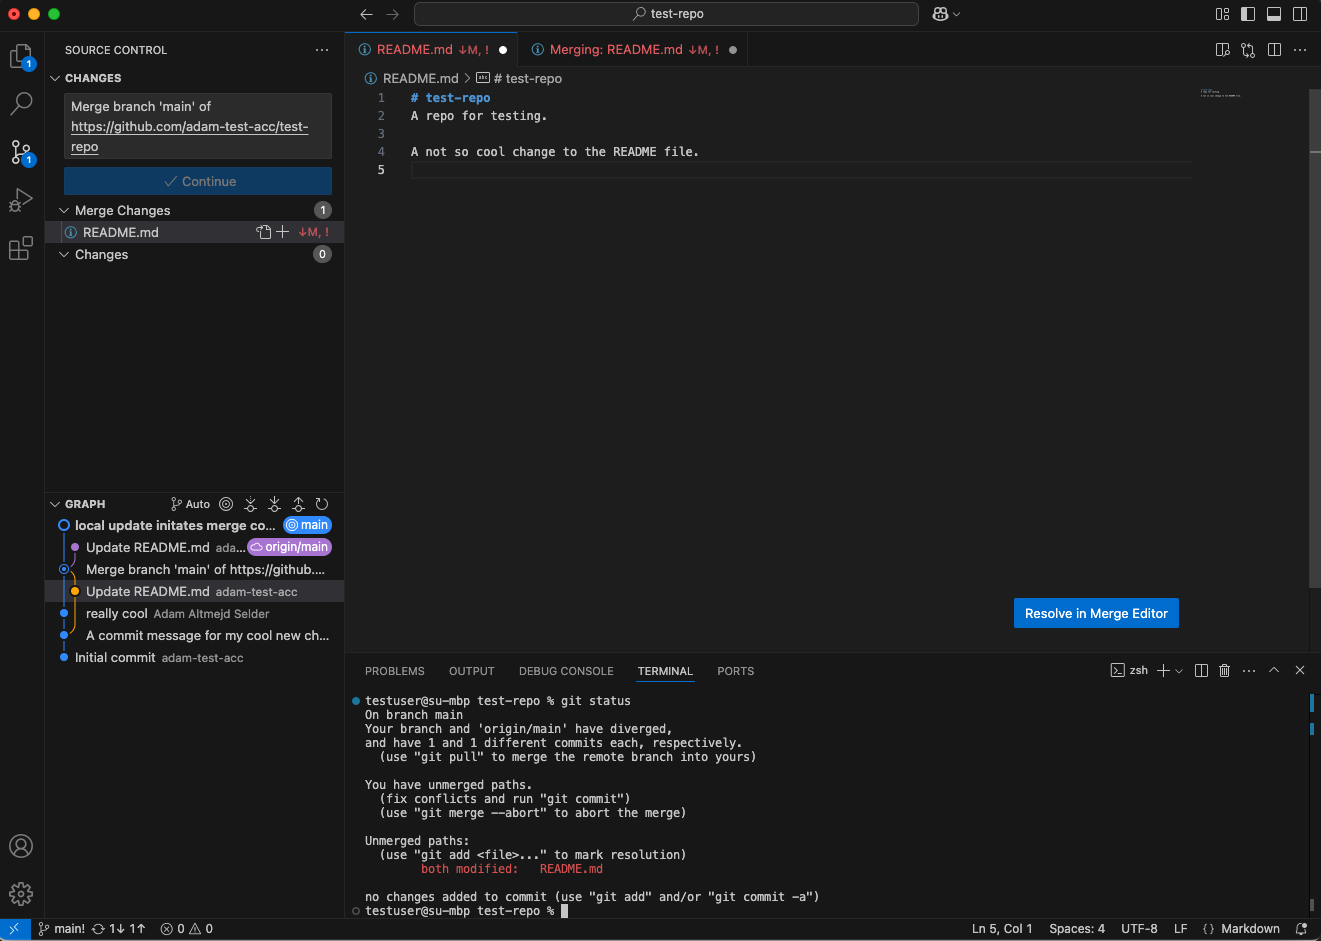 test-repo
SOURCE CONTROL
CHANGES
Merge branch 'main' of
https://github.com/adam-test-acc/test-
repo
Continue
Merge Changes 1
README.md ↓M, !
Changes 0
GRAPH Auto
local update initates merge co... main
Update README.md ada... origin/main
Merge branch 'main' of https://github....
Update README.md adam-test-acc
really cool Adam Altmejd Selder
A commit message for my cool new ch...
Initial commit adam-test-acc
1
1
README.md ↓M, !
Merging: README.md ↓M, !
README.md > # test-repo
1 # test-repo
2 A repo for testing.
3
4 A not so cool change to the README file.
5
Resolve in Merge Editor
PROBLEMS OUTPUT DEBUG CONSOLE TERMINAL PORTS
zsh
testuser@su-mbp test-repo % git status
On branch main
Your branch and 'origin/main' have diverged,
and have 1 and 1 different commits each, respectively.
(use "git pull" to merge the remote branch into yours)
You have unmerged paths.
(fix conflicts and run "git commit")
(use "git merge --abort" to abort the merge)
Unmerged paths:
(use "git add <file>..." to mark resolution)
both modified: README.md
no changes added to commit (use "git add" and/or "git commit -a")
testuser@su-mbp test-repo %
main! 1↓ 1↑ 0 0
Ln 5, Col 1 Spaces: 4 UTF-8 LF {} Markdown